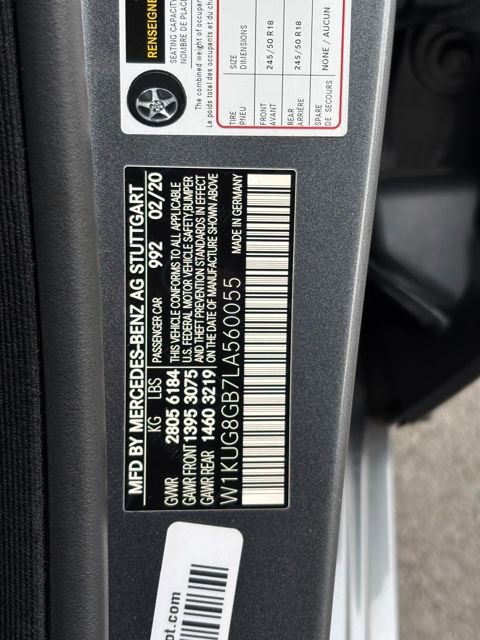 RENSEIGNE
SEATING CAPACITY
NOMBRE DE PLACE
The combined weight of occupant
Le poids total des occupants et du cha
TIRE SIZE
PNEU DIMENSIONS
FRONT 245/50 R18
AVANT
REAR 245/50 R18
ARRIÈRE
SPARE NONE / AUCUN
DE SECOURS
MFD BY MERCEDES-BENZ AG STUTTGART
PASSENGER CAR 992 02/20
KG LBS
GVWR 2805 6184
GAWR FRONT 1395 3075
GAWR REAR 1460 3219
THIS VEHICLE CONFORMS TO ALL APPLICABLE
U.S. FEDERAL MOTOR VEHICLE SAFETY, BUMPER
AND THEFT PREVENTION STANDARDS IN EFFECT
ON THE DATE OF MANUFACTURE SHOWN ABOVE
W1KUG8GB7LA560055
MADE IN GERMANY
ot.com